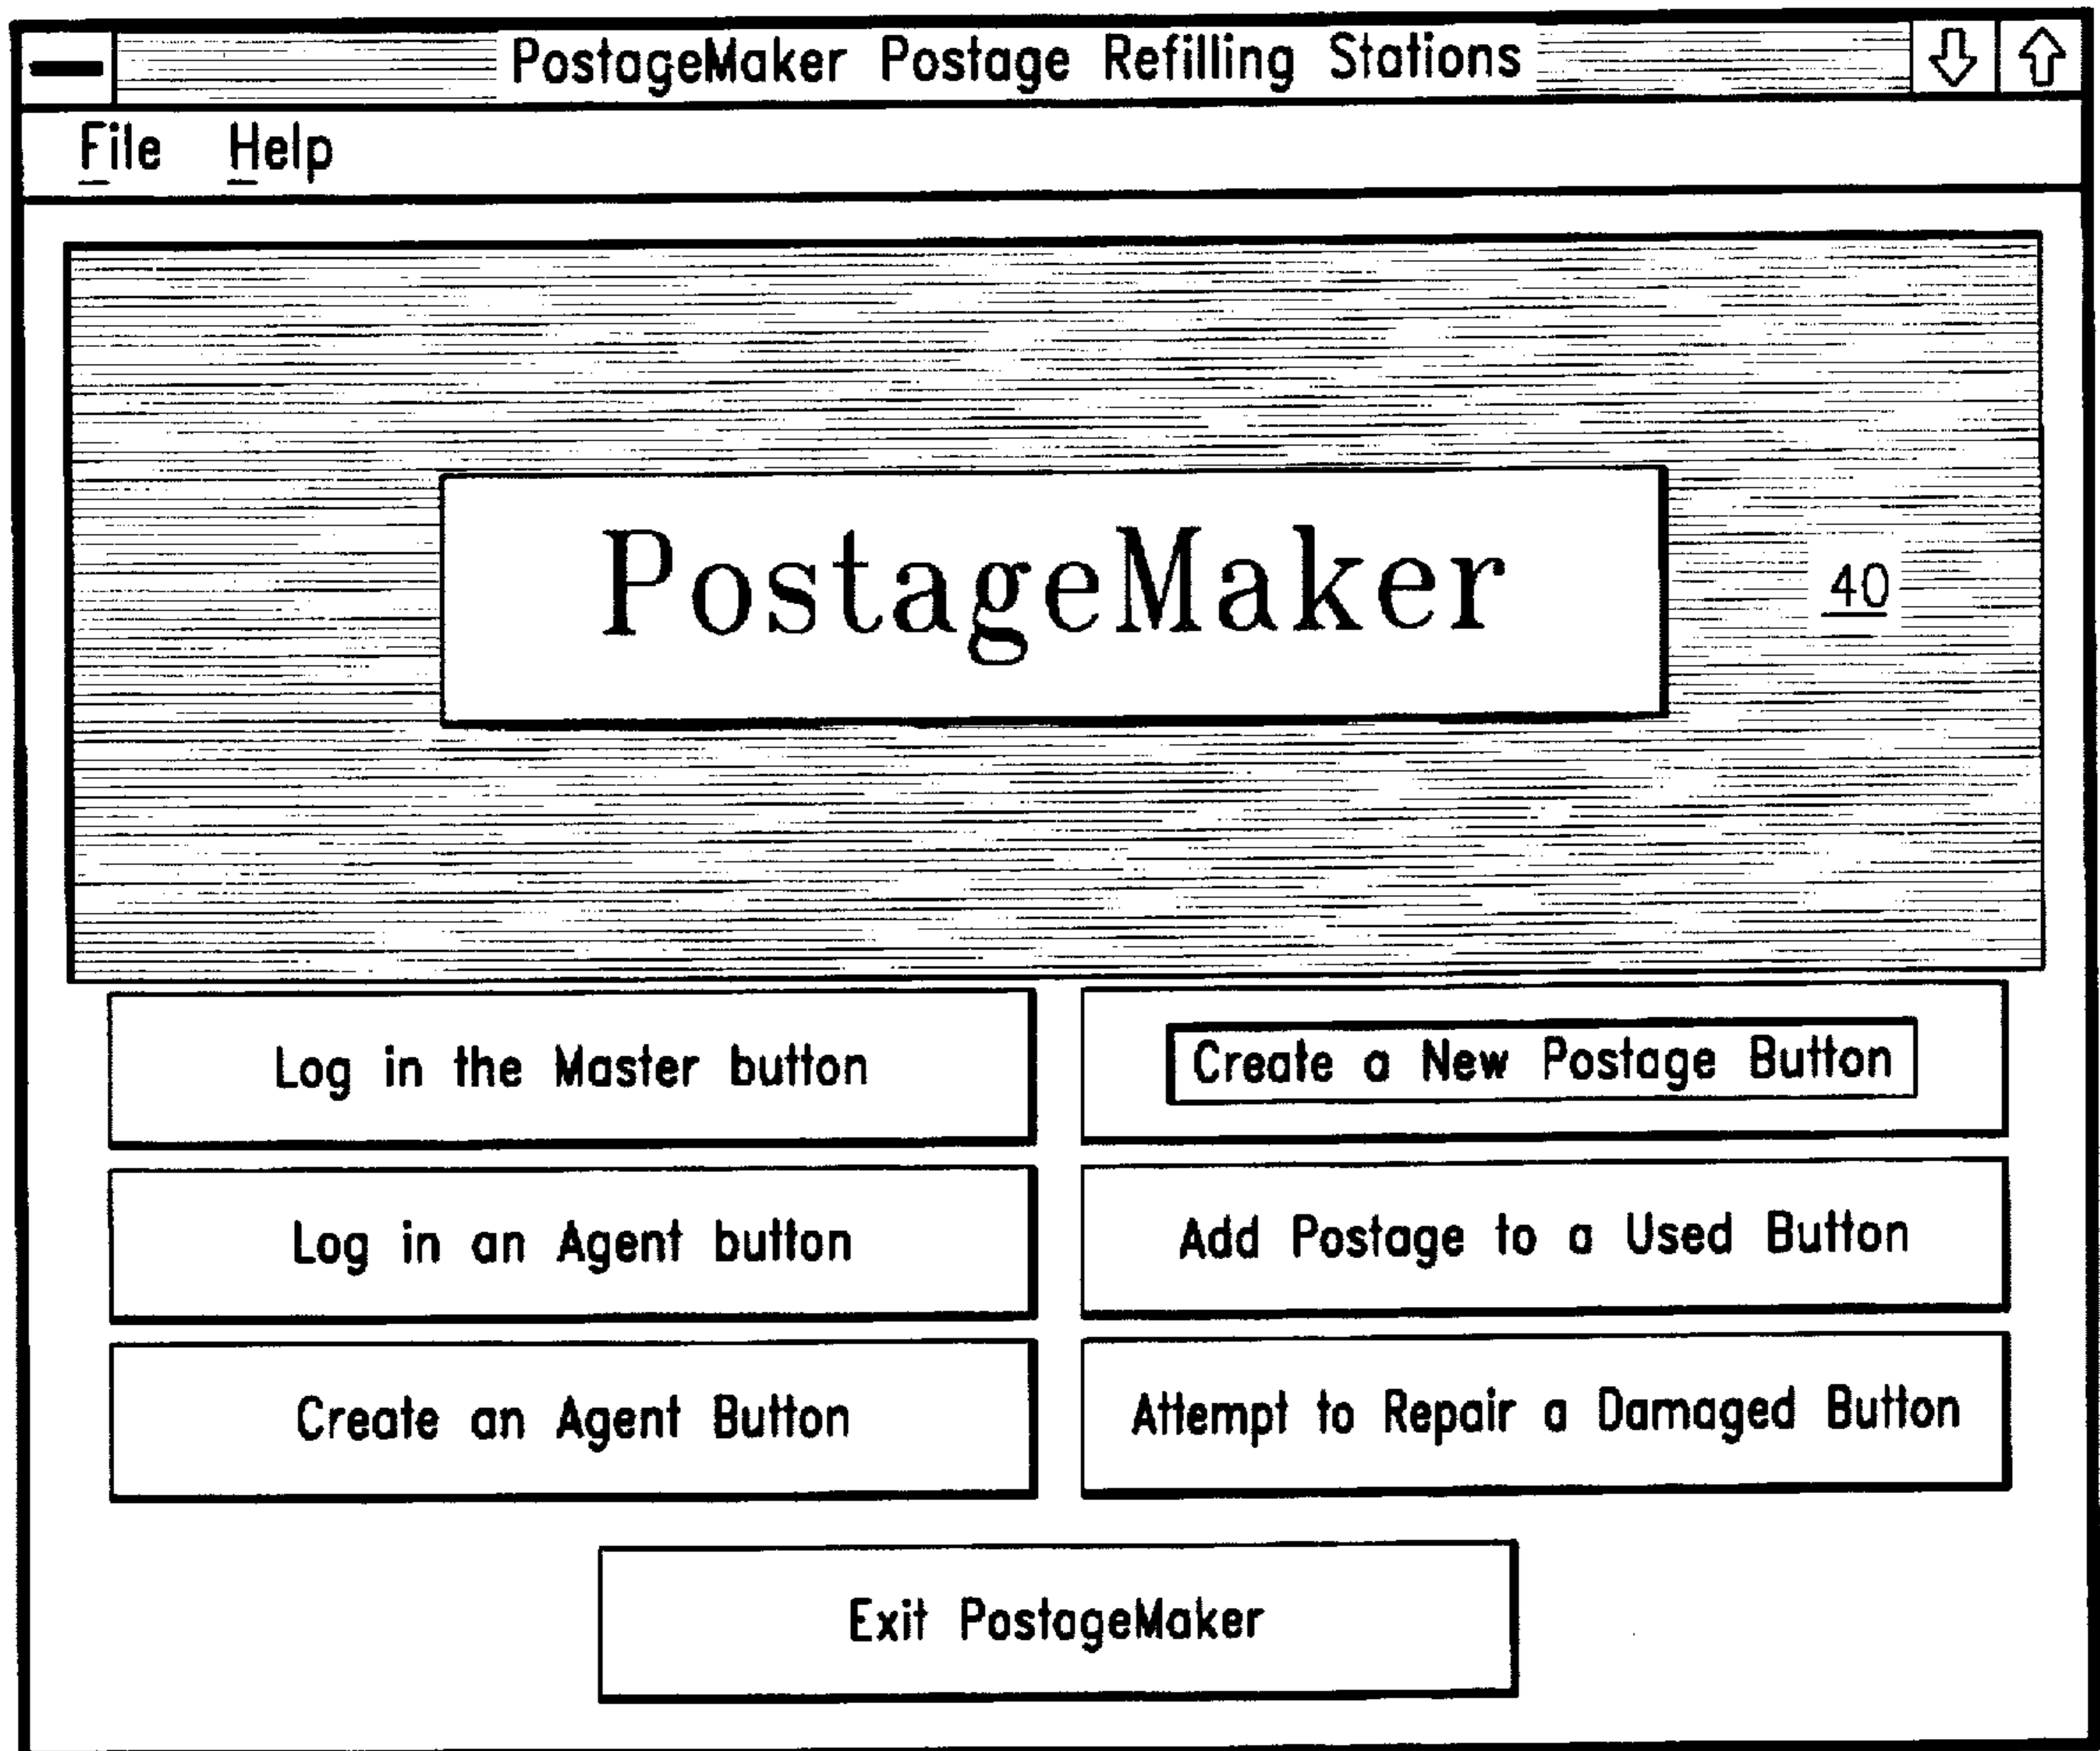 PostageMaker Postage Refilling Stations
File Help
PostageMaker
40
Log in the Master button
Create a New Postage Button
Log in an Agent button
Add Postage to a Used Button
Create an Agent Button
Attempt to Repair a Damaged Button
Exit PostageMaker